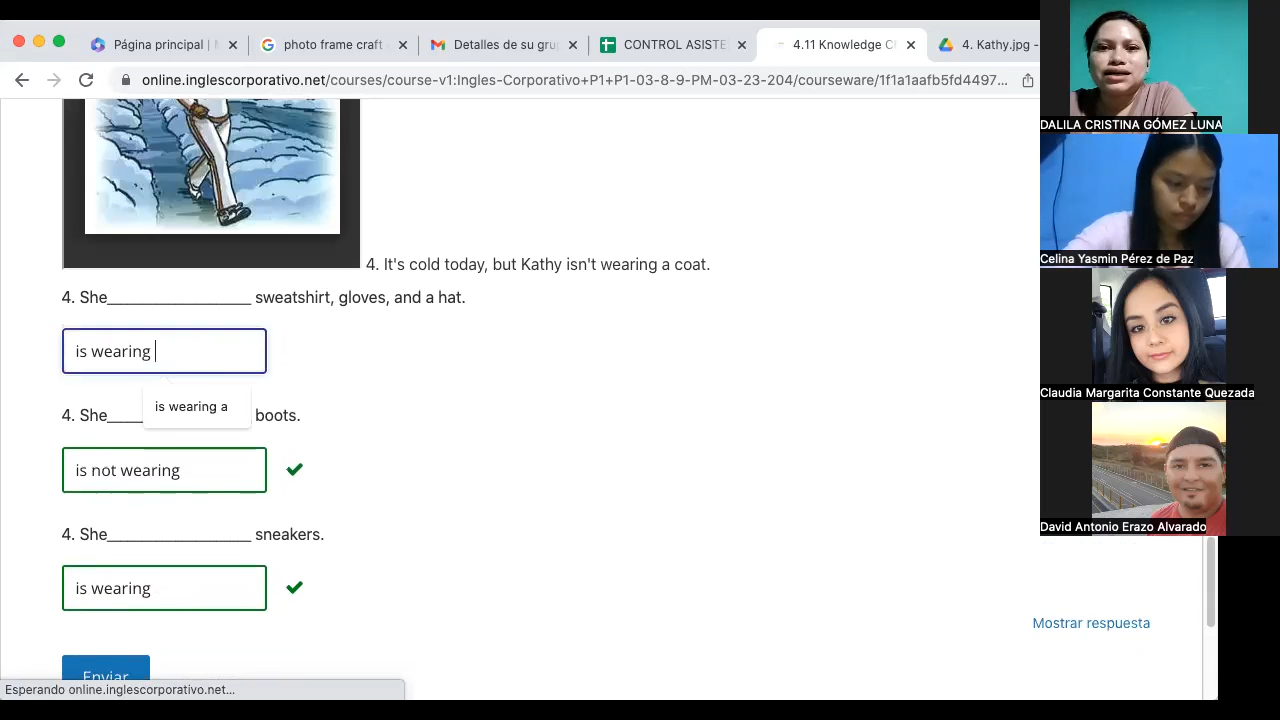 Página principal |
photo frame craft
Detalles de su gru
CONTROL ASISTE
4.11 Knowledge C
4. Kathy.jpg -
online.inglescorporativo.net/courses/course-v1:Ingles-Corporativo+P1+P1-03-8-9-PM-03-23-204/courseware/1f1a1aafb5fd4497...
DALILA CRISTINA GÓMEZ LUNA
Celina Yasmin Pérez de Paz
Claudia Margarita Constante Quezada
David Antonio Erazo Alvarado
4. It's cold today, but Kathy isn't wearing a coat.
4. She_________________ sweatshirt, gloves, and a hat.
is wearing
is wearing a
4. She____ boots.
is not wearing
4. She_________________ sneakers.
is wearing
Mostrar respuesta
Enviar
Esperando online.inglescorporativo.net...